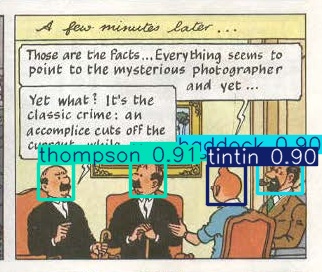 A few minutes later...
Those are the facts...Everything seems to
point to the mysterious photographer
and yet...
Yet what? It's the
classic crime: an
accomplice cuts off the
haddock 0.90
thompson 0.91
tintin 0.90